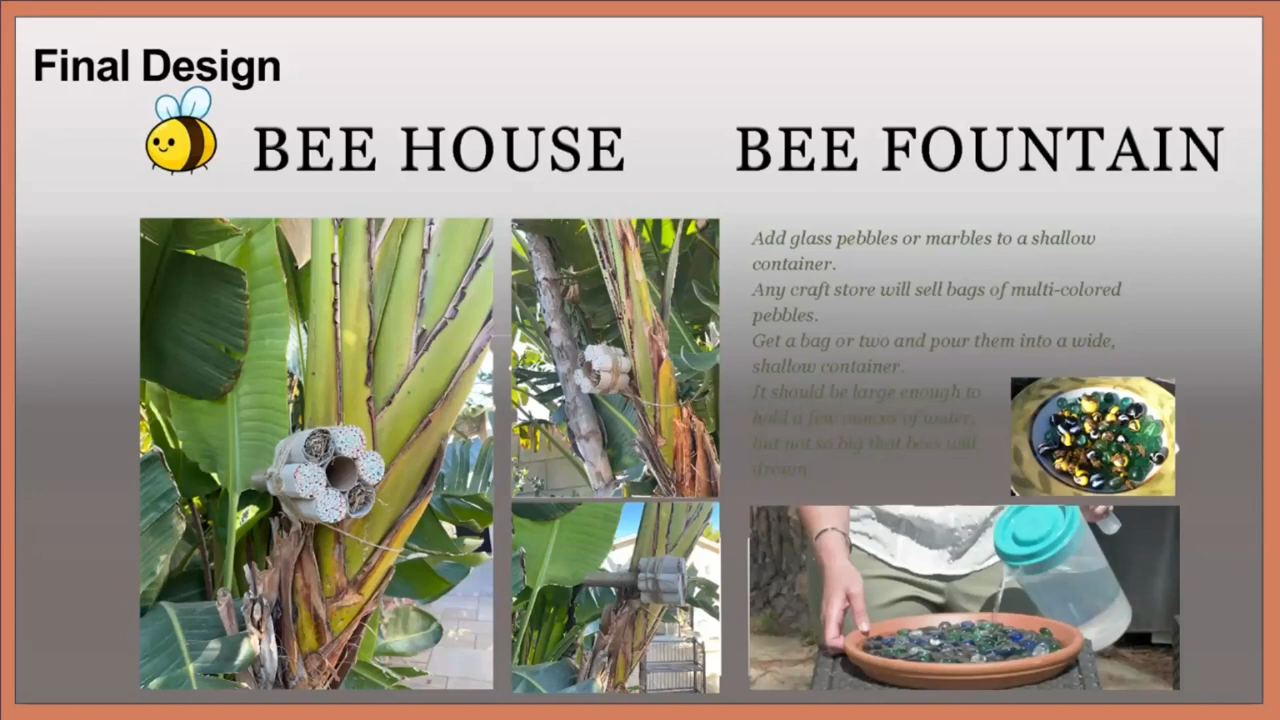 Final Design
BEE HOUSE
BEE FOUNTAIN
Add glass pebbles or marbles to a shallow
container.
Any craft store will sell bags of multi-colored
pebbles.
Get a bag or two and pour them into a wide,
shallow container.
It should be large enough to
hold a few ounces of water,
but not so big that bees will
drown.